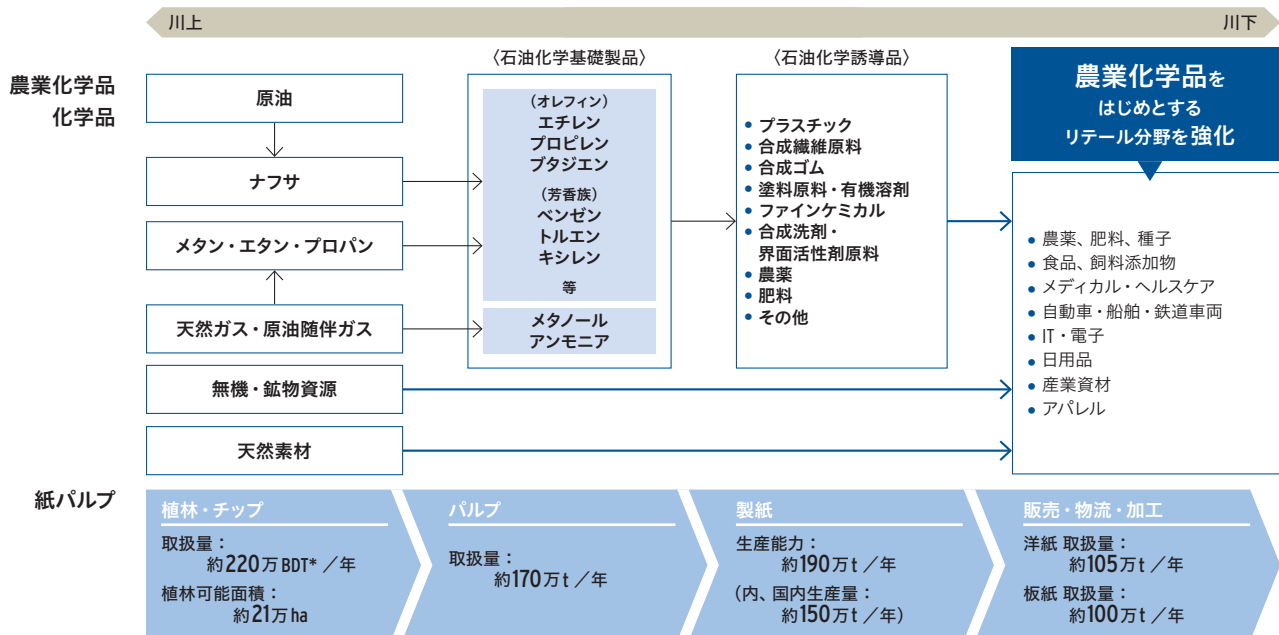 川上
川下
農業化学品
化学品
原油
ナフサ
メタン・エタン・プロパン
天然ガス・原油随伴ガス
無機・鉱物資源
天然素材
〈石油化学基礎製品〉
(オレフィン)
エチレン
プロピレン
ブタジエン
(芳香族)
ベンゼン
トルエン
キシレン
等
メタノール
アンモニア
〈石油化学誘導品〉
● プラスチック
● 合成繊維原料
● 合成ゴム
● 塗料原料・有機溶剤
● ファインケミカル
● 合成洗剤・
界面活性剤原料
● 農薬
● 肥料
● その他
農業化学品を
はじめとする
リテール分野を強化
● 農薬、肥料、種子
● 食品、飼料添加物
● メディカル・ヘルスケア
● 自動車・船舶・鉄道車両
● IT・電子
● 日用品
● 産業資材
● アパレル
紙パルプ
植林・チップ
取扱量：
約220万BDT* ／年
植林可能面積：
約21万ha
パルプ
取扱量：
約170万t ／年
製紙
生産能力：
約190万t ／年
(内、国内生産量：
約150万t ／年)
販売・物流・加工
洋紙 取扱量：
約105万t ／年
板紙 取扱量：
約100万t ／年